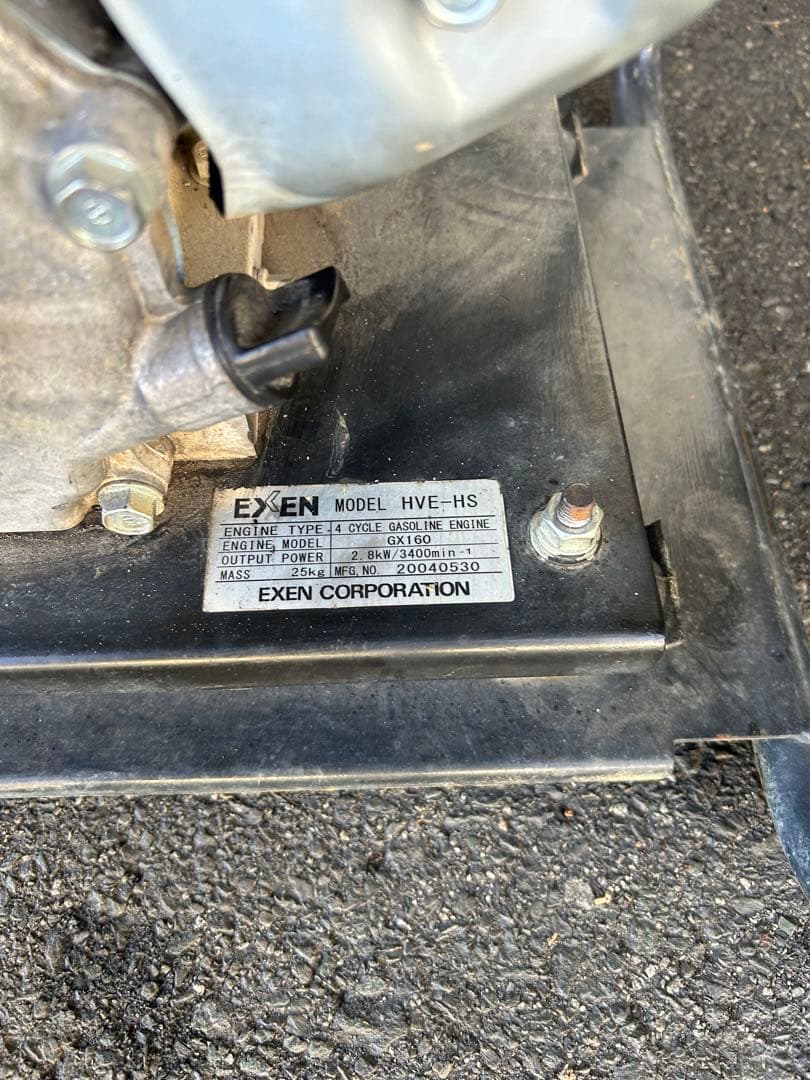 EXEN MODEL HVE-HS
ENGINE TYPE 4 CYCLE GASOLINE ENGINE
ENGINE MODEL GX160
OUTPUT POWER 2.8kW/3400min⁻¹
MASS 25kg MFG.NO. 20040530
EXEN CORPORATION